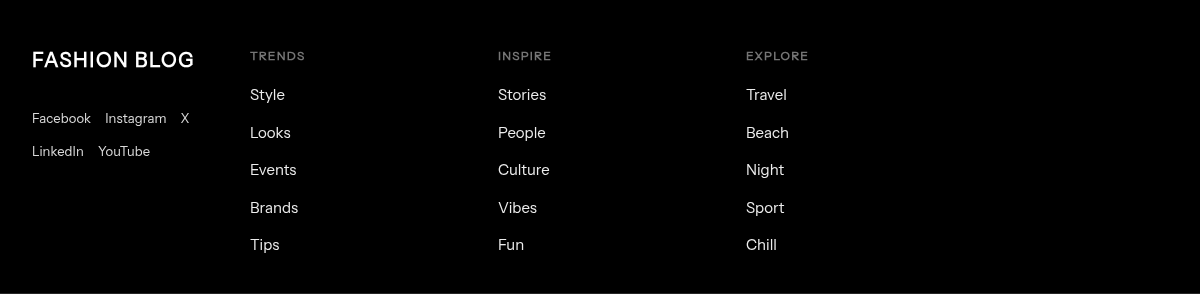 FASHION BLOG
Facebook Instagram X
LinkedIn YouTube
TRENDS
Style
Looks
Events
Brands
Tips
INSPIRE
Stories
People
Culture
Vibes
Fun
EXPLORE
Travel
Beach
Night
Sport
Chill